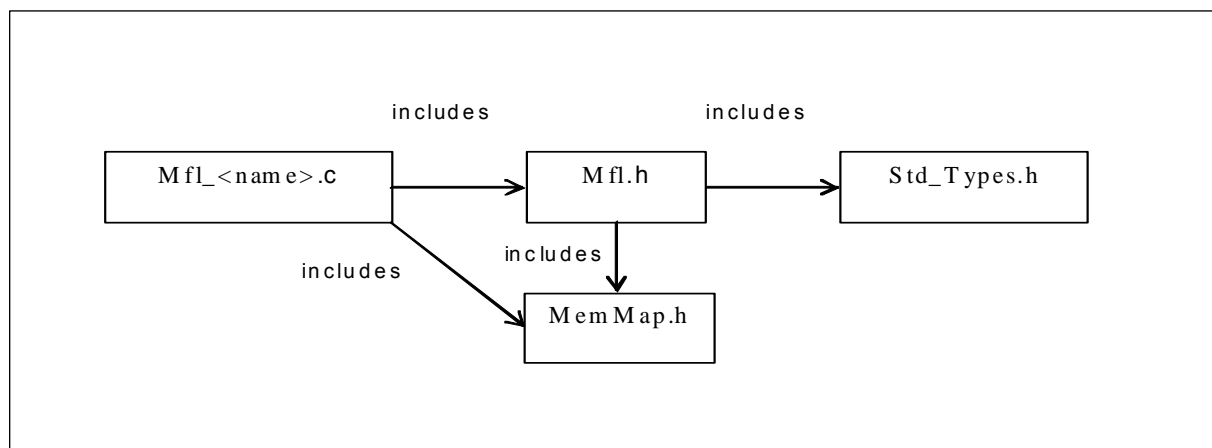 includes
includes
Mfl_<name>.c
Mfl.h
Std_Types.h
includes
includes
MemMap.h